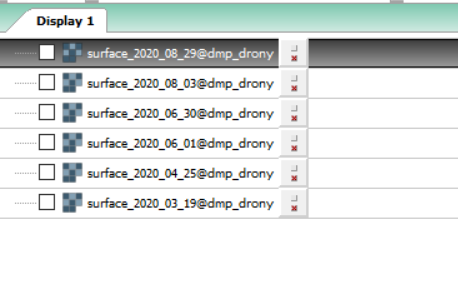 Display 1
surface_2020_08_29@dmp_drony
surface_2020_08_03@dmp_drony
surface_2020_06_30@dmp_drony
surface_2020_06_01@dmp_drony
surface_2020_04_25@dmp_drony
surface_2020_03_19@dmp_drony